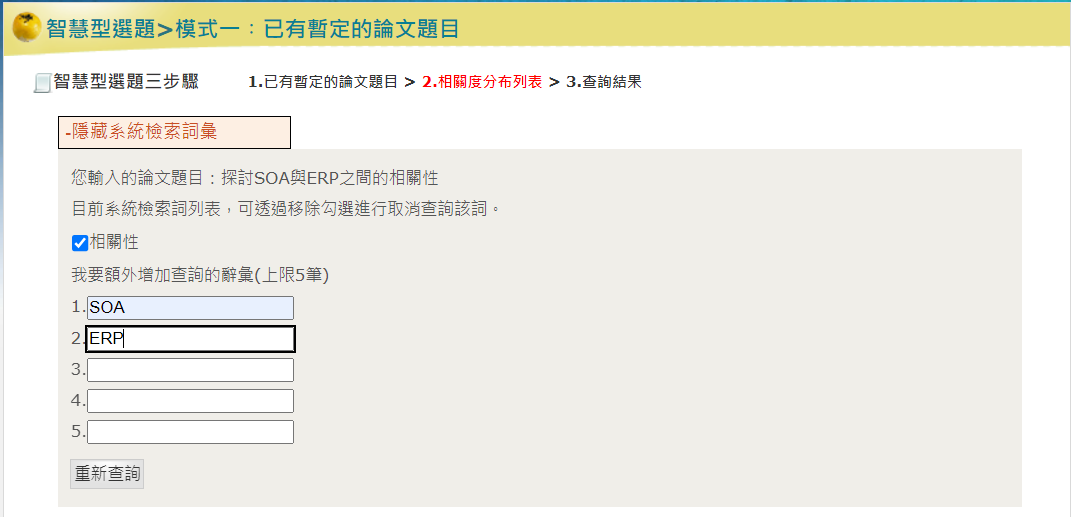 智慧型選題>模式一：已有暫定的論文題目
智慧型選題三步驟 1.已有暫定的論文題目 > 2.相關度分布列表 > 3.查詢結果
-隱藏系統檢索詞彙
您輸入的論文題目：探討SOA與ERP之間的相關性
目前系統檢索詞列表，可透過移除勾選進行取消查詢該詞。
相關性
我要額外增加查詢的辭彙(上限5筆)
1.SOA
2.ERP
3.
4.
5.
重新查詢